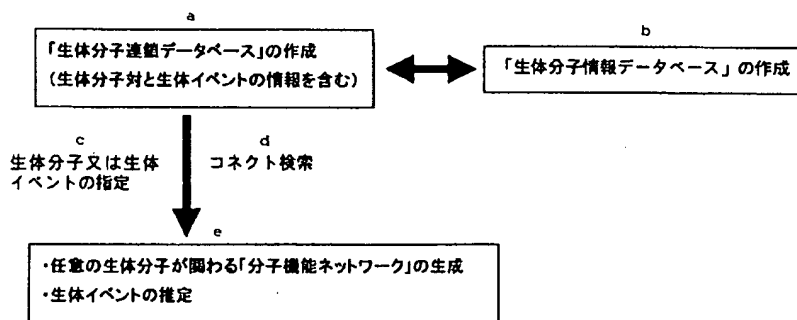 a
「生体分子連鎖データベース」の作成
(生体分子対と生体イベントの情報を含む)
b
「生体分子情報データベース」の作成
c
生体分子又は生体
イベントの指定
d
コネクト検索
e
・任意の生体分子が関わる「分子機能ネットワーク」の生成
・生体イベントの推定